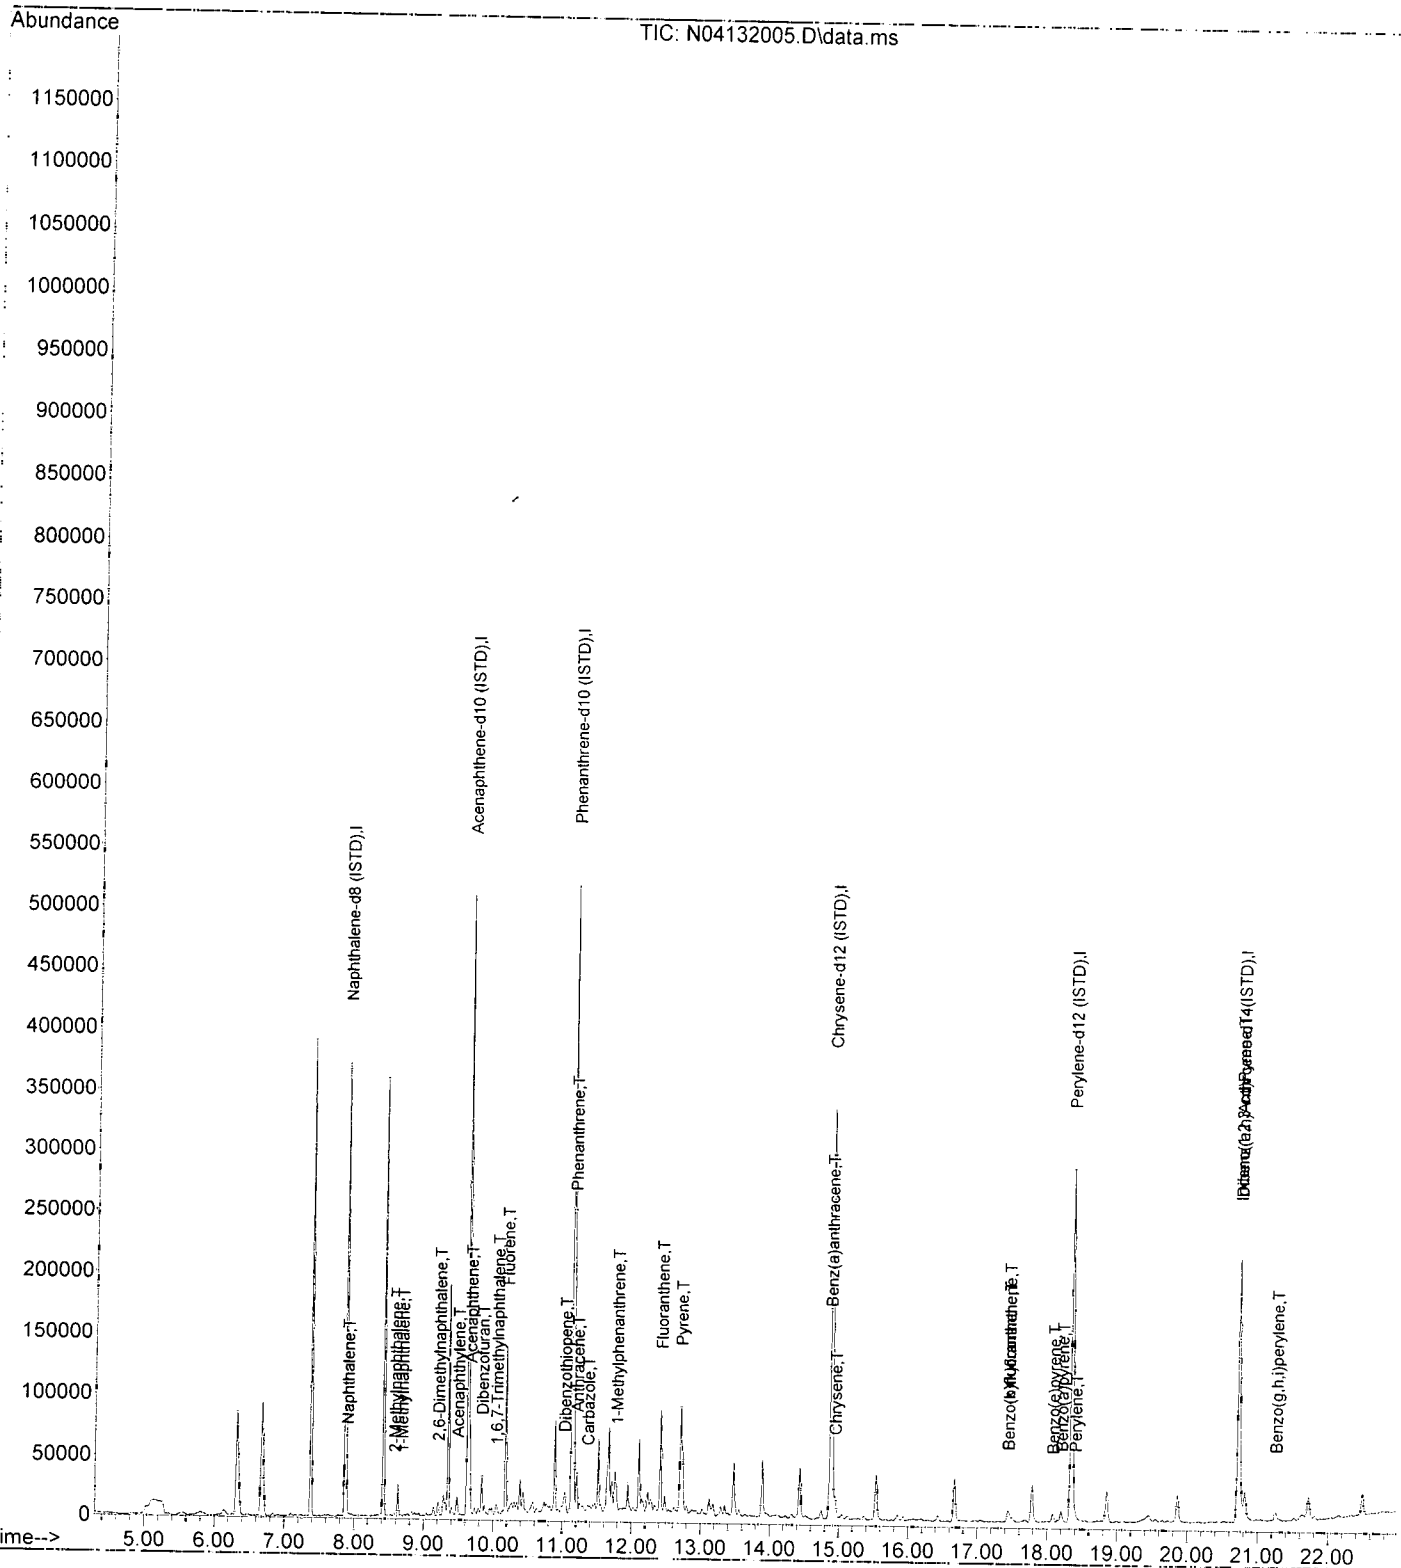 Abundance
TIC: N04132005.D\data.ms
1150000
1100000
1050000
1000000
950000
900000
850000
800000
750000
700000
650000
600000
550000
500000
450000
400000
350000
300000
250000
200000
150000
100000
50000
0
Naphthalene-d8 (ISTD),I
Naphthalene,T
2-Methylnaphthalene,T
1-Methylnaphthalene,T
2,6-Dimethylnaphthalene,T
Acenaphthylene,T
Acenaphthene-d10 (ISTD),I
Acenaphthene,T
Dibenzofuran,T
1,6,7-Trimethylnaphthalene,T
Fluorene,T
Dibenzothiopene,T
Phenanthrene-d10 (ISTD),I
Phenanthrene,T
Anthracene,T
Carbazole,T
1-Methylphenanthrene,T
Fluoranthene,T
Pyrene,T
Chrysene-d12 (ISTD),I
Benz(a)anthracene,T
Chrysene,T
Benzo(e)pyrene,T
Benzo(a)pyrene,T
Perylene-d12 (ISTD),I
Perylene,T
Benzo(g,h,i)perylene,T
ime-->
5.00 6.00 7.00 8.00 9.00 10.00 11.00 12.00 13.00 14.00 15.00 16.00 17.00 18.00 19.00 20.00 21.00 22.00